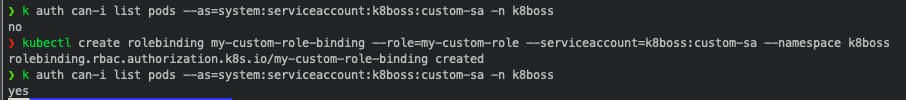 ❯ k auth can-i list pods --as=system:serviceaccount:k8boss:custom-sa -n k8boss
no
❯ kubectl create rolebinding my-custom-role-binding --role=my-custom-role --serviceaccount=k8boss:custom-sa --namespace k8boss
rolebinding.rbac.authorization.k8s.io/my-custom-role-binding created
❯ k auth can-i list pods --as=system:serviceaccount:k8boss:custom-sa -n k8boss
yes